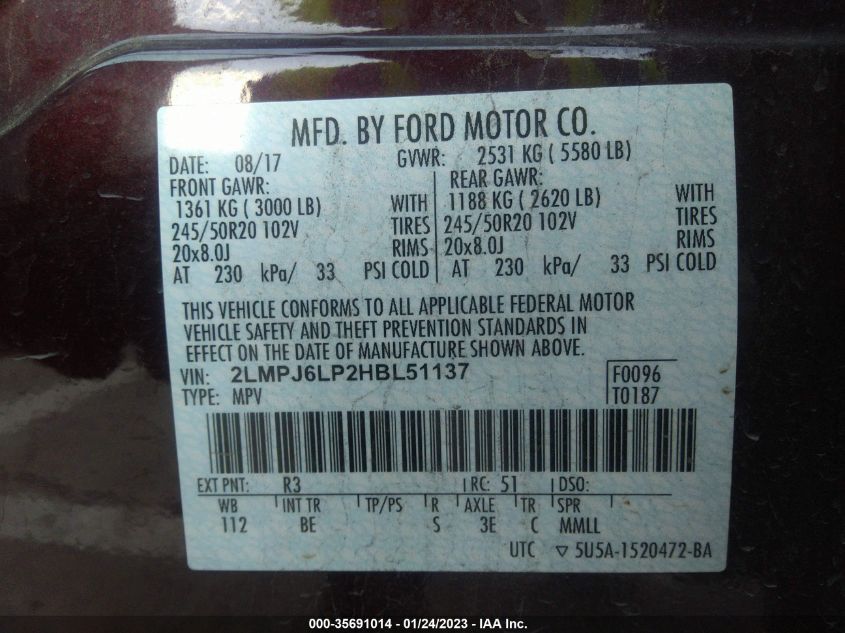 MFD. BY FORD MOTOR CO.
DATE: 08/17 GVWR: 2531 KG ( 5580 LB)
FRONT GAWR: REAR GAWR:
1361 KG ( 3000 LB) WITH 1188 KG ( 2620 LB) WITH
245/50R20 102V TIRES 245/50R20 102V TIRES
20x8.0J RIMS 20x8.0J RIMS
AT 230 kPa/ 33 PSI COLD AT 230 kPa/ 33 PSI COLD
THIS VEHICLE CONFORMS TO ALL APPLICABLE FEDERAL MOTOR
VEHICLE SAFETY AND THEFT PREVENTION STANDARDS IN
EFFECT ON THE DATE OF MANUFACTURE SHOWN ABOVE.
VIN: 2LMPJ6LP2HBL51137 F0096
TYPE: MPV T0187
EXT PNT: R3 RC: 51 DSO:
WB INT TR TP/PS R AXLE TR SPR
112 BE S 3E C MMLL
UTC ▽ 5U5A-1520472-BA
000-35691014 — 01/24/2023 — IAA Inc.